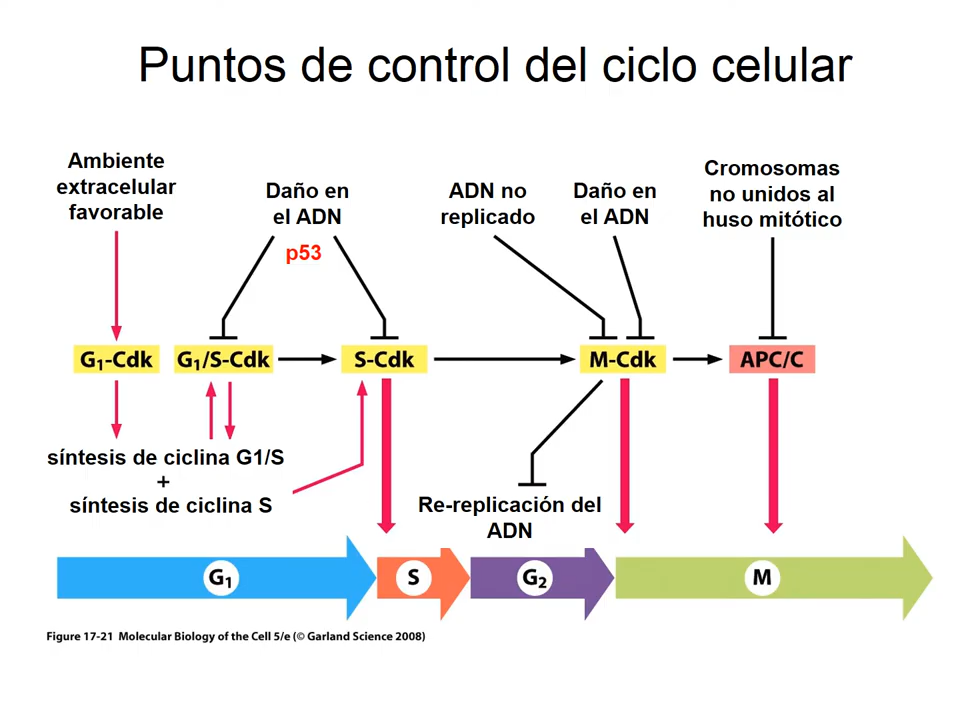 Puntos de control del ciclo celular
Ambiente
extracelular
favorable
Daño en
el ADN
p53
ADN no
replicado
Daño en
el ADN
Cromosomas
no unidos al
huso mitótico
G₁-Cdk
G₁/S-Cdk
S-Cdk
M-Cdk
APC/C
síntesis de ciclina G1/S
+
síntesis de ciclina S
Re-replicación del
ADN
G₁
S
G₂
M
Figure 17-21 Molecular Biology of the Cell 5/e (© Garland Science 2008)